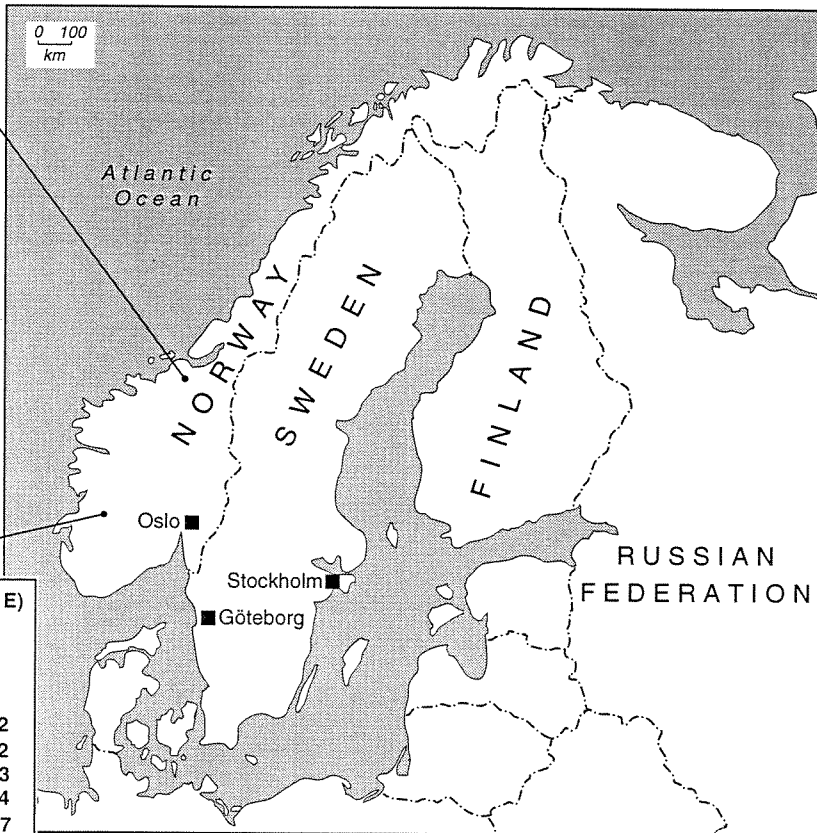 0 100
km
Atlantic
Ocean
NORWAY
SWEDEN
FINLAND
Oslo
Stockholm
Göteborg
RUSSIAN
FEDERATION
E)
2
2
3
4
7